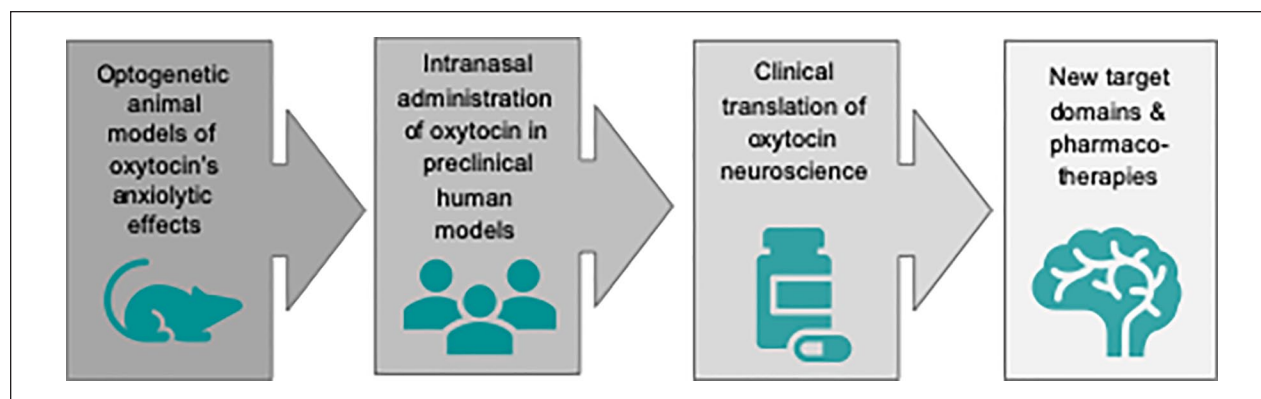 Optogenetic
animal
models of
oxytocin's
anxiolytic
effects
Intranasal
administration
of oxytocin in
preclinical
human
models
Clinical
translation of
oxytocin
neuroscience
New target
domains &
pharmaco-
therapies